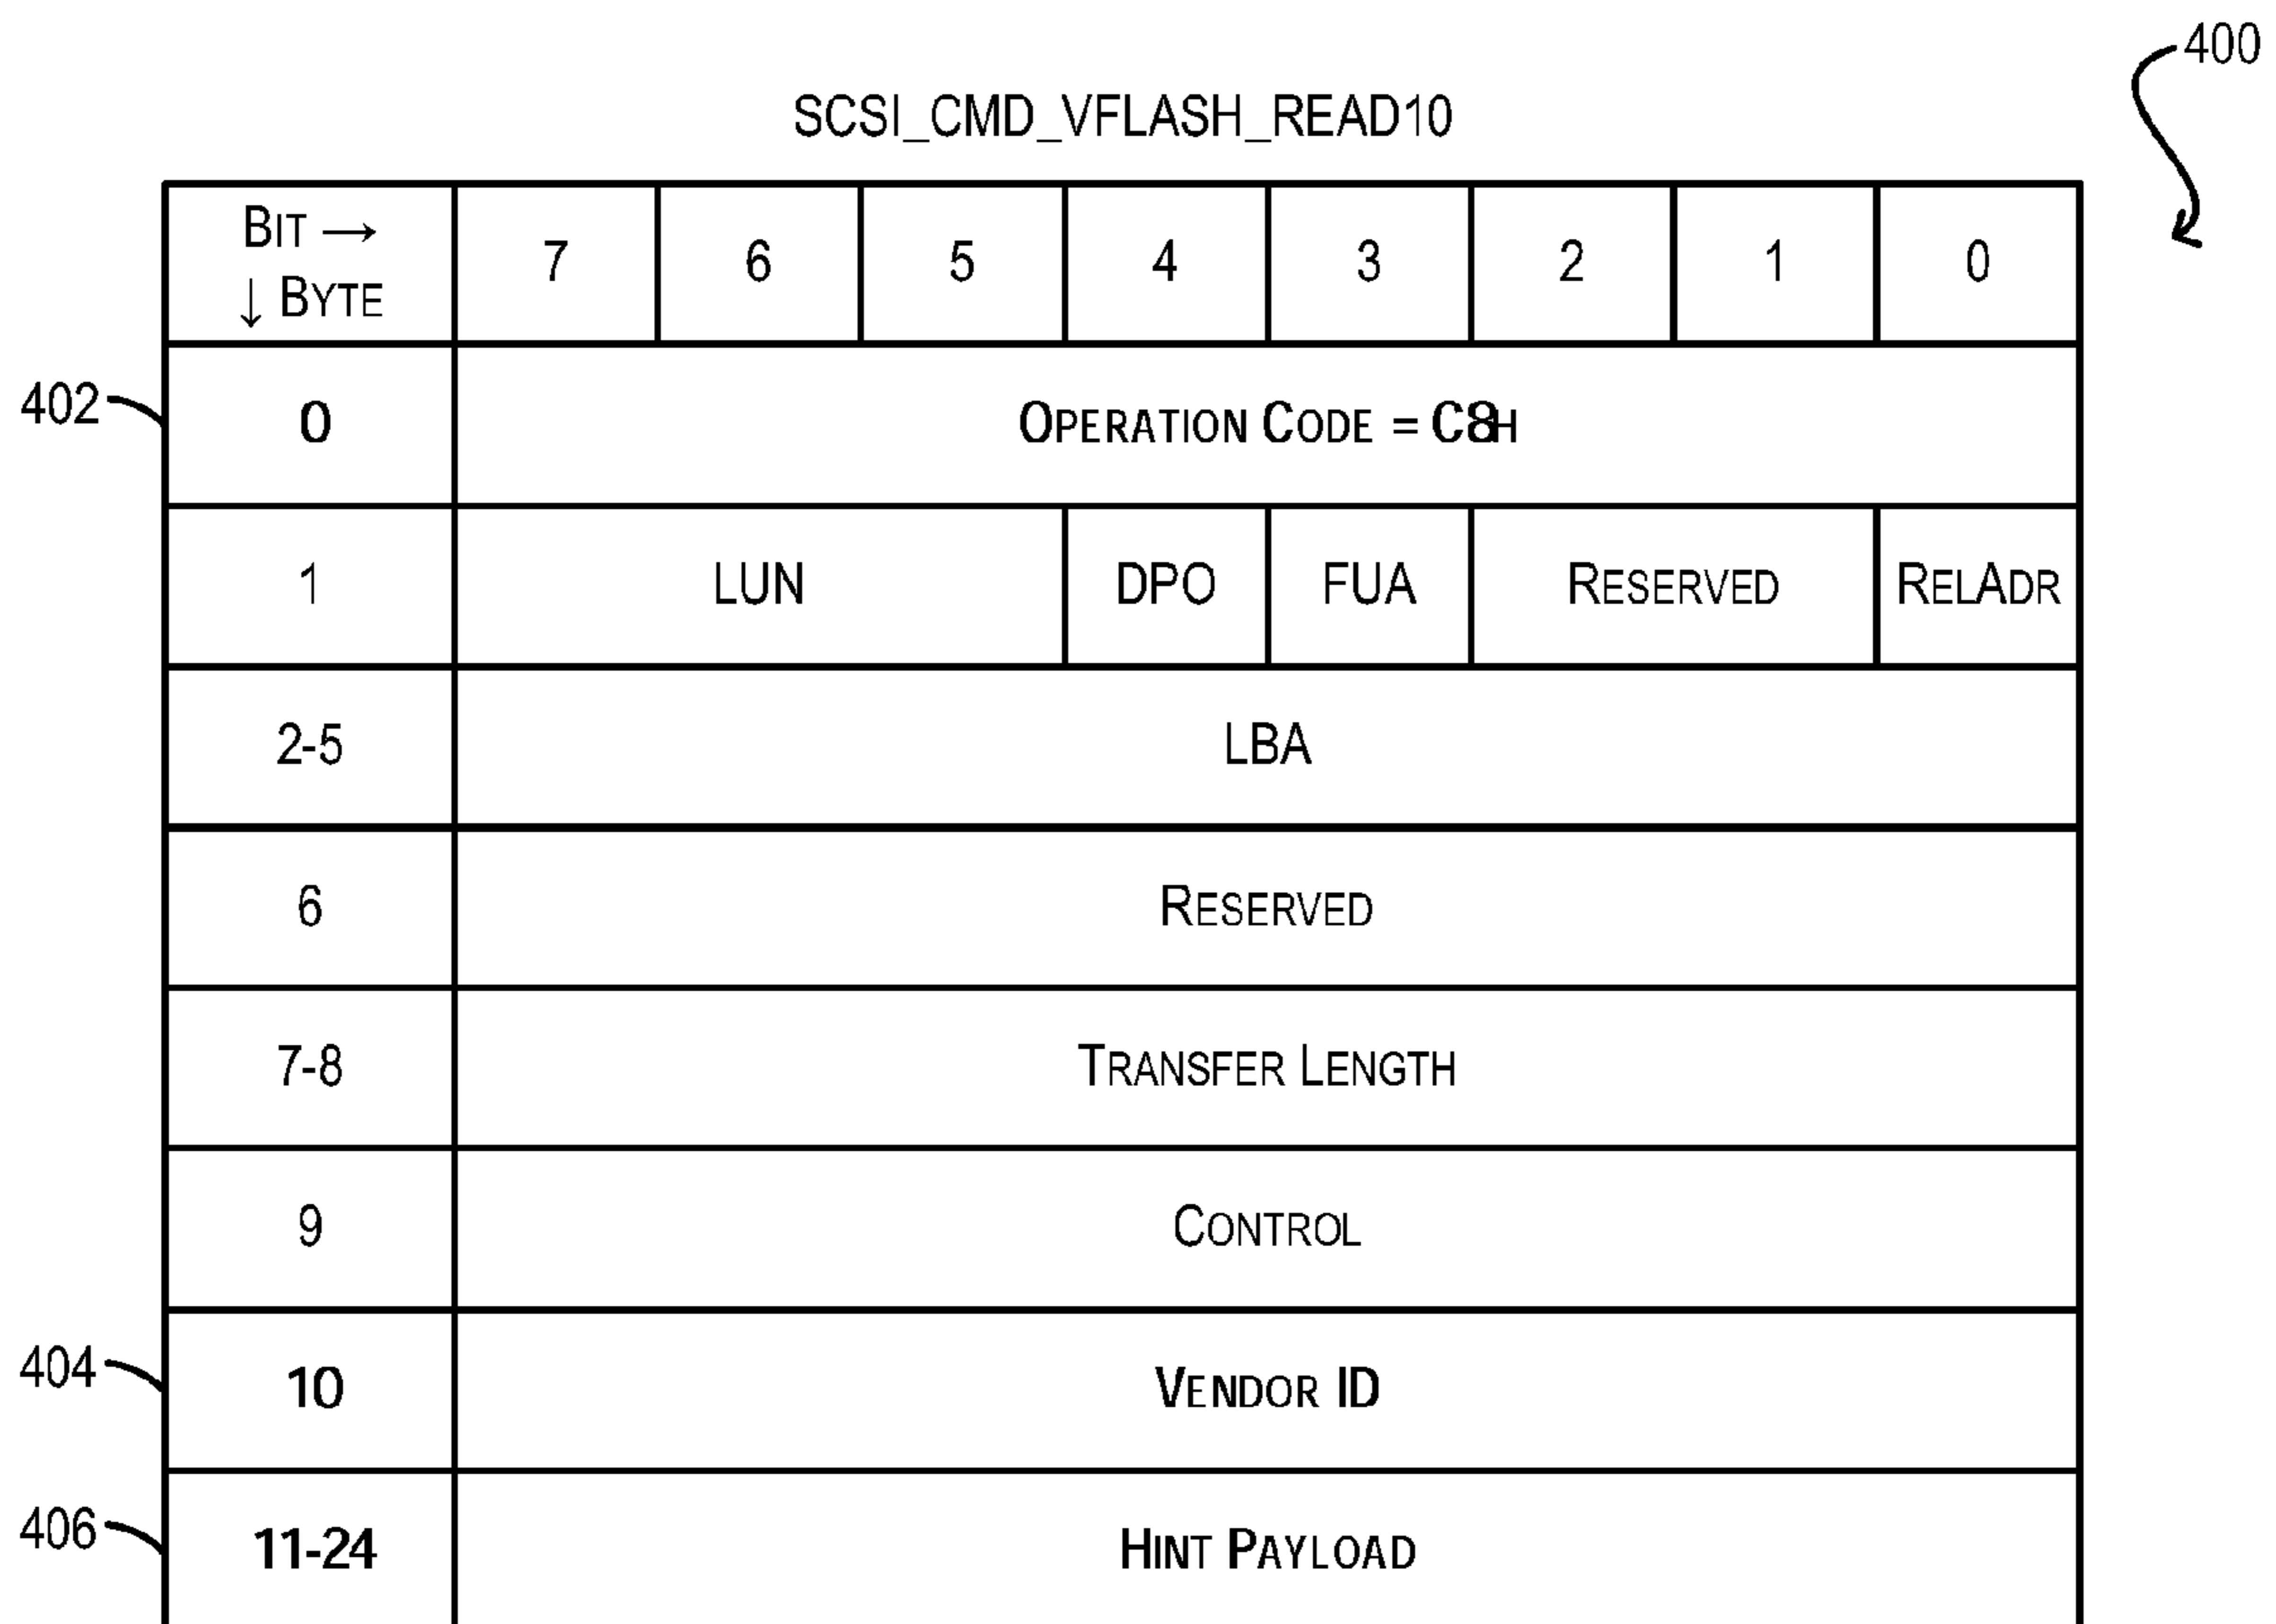 400
SCSI_CMD_VFLASH_READ10
BIT →
↓ BYTE
7 6 5 4 3 2 1 0
402
0 OPERATION CODE = C8H
1 LUN DPO FUA RESERVED RELADR
2-5 LBA
6 RESERVED
7-8 TRANSFER LENGTH
9 CONTROL
404
10 VENDOR ID
406
11-24 HINT PAYLOAD